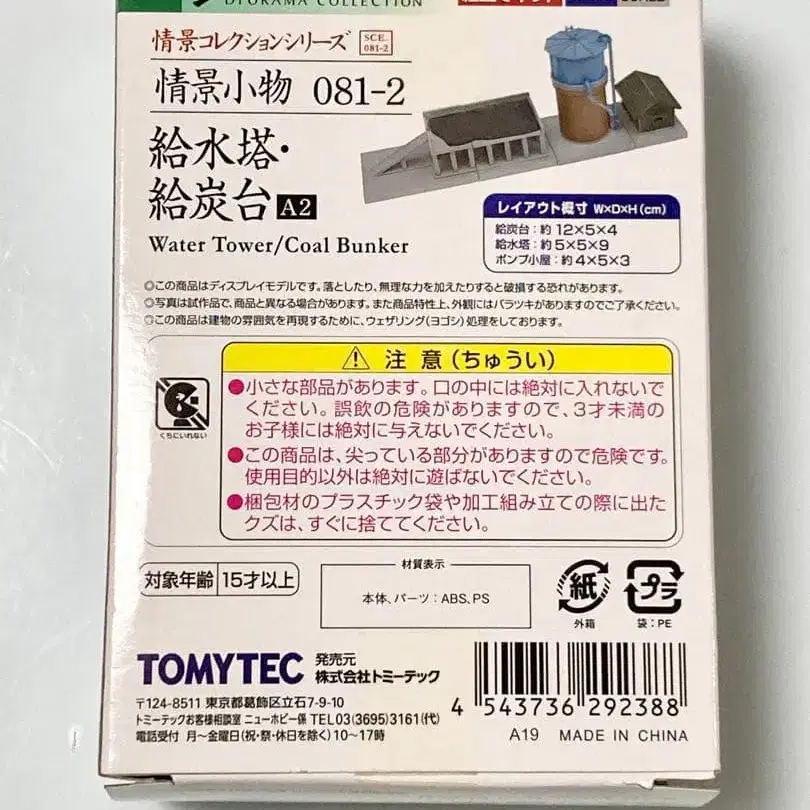 DIORAMA COLLECTION
情景コレクションシリーズ SCE. 081-2
情景小物 081-2
給水塔・
給炭台 A2
Water Tower/Coal Bunker
レイアウト概寸 W×D×H(cm)
給炭台：約 12×5×4
給水塔：約 5×5×9
ポンプ小屋：約 4×5×3
◎この商品はディスプレイモデルです。落としたり、無理な力を加えたりすると破損する恐れがあります。
◎写真は試作品で、商品と異なる場合があります。また商品特性上、外観にはバラツキがありますのでご了承ください。
◎この商品は建物の雰囲気を再現するために、ウェザリング(ヨゴシ)処理をしております。
注意(ちゅうい)
●小さな部品があります。口の中には絶対に入れないで
ください。誤飲の危険がありますので、3才未満の
お子様には絶対に与えないでください。
●この商品は、尖っている部分がありますので危険です。
使用目的以外は絶対に遊ばないでください。
●梱包材のプラスチック袋や加工組み立ての際に出た
クズは、すぐに捨ててください。
くちにいれない
対象年齢 15才以上
材質表示
本体、パーツ：ABS、PS
紙
外箱
プラ
袋：PE
TOMYTEC 発売元 株式会社トミーテック
〒124-8511 東京都葛飾区立石7-9-10
トミーテックお客様相談室 ニューホビー係 TEL03(3695)3161(代)
電話受付 月〜金曜日(祝・祭・休日を除く)10〜17時
4 543736 292388
A19 MADE IN CHINA